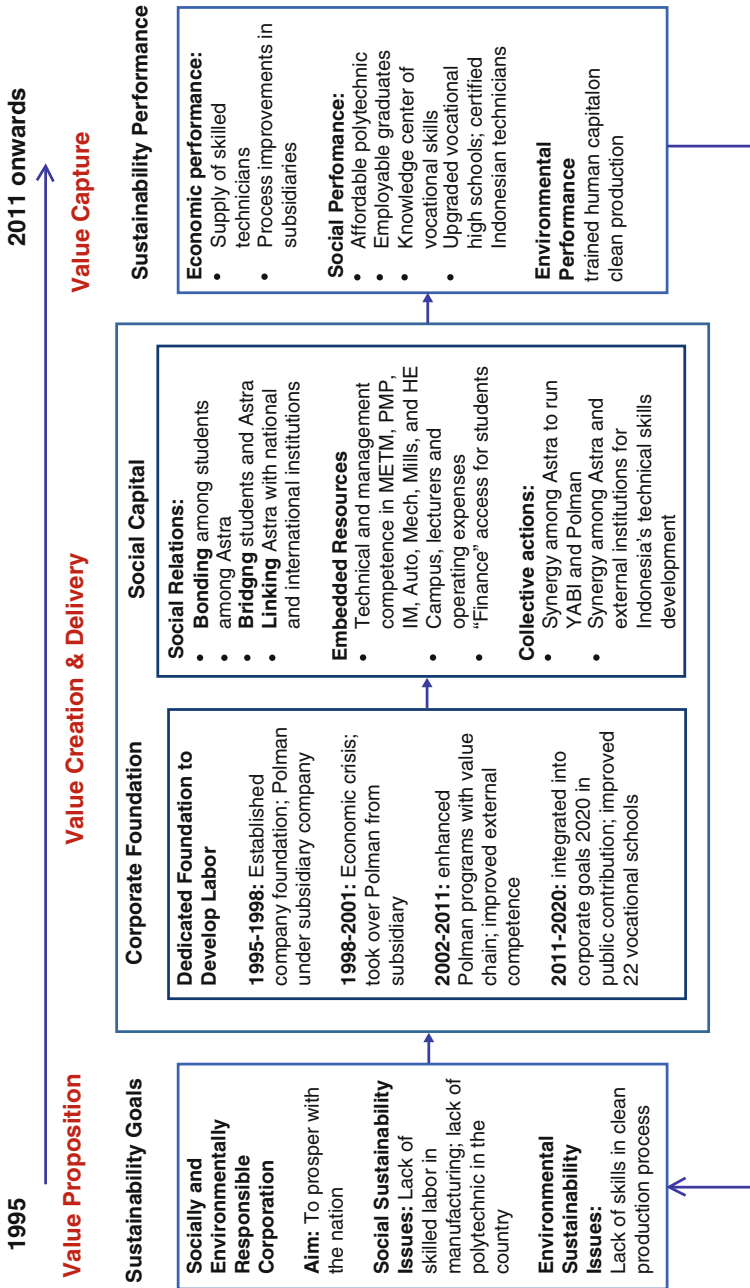 1995
2011 onwards
Value Proposition
Value Creation & Delivery
Value Capture
Sustainability Goals
Socially and
Environmentally
Responsible
Corporation
Aim: To prosper with
the nation
Social Sustainability
Issues: Lack of
skilled labor in
manufacturing; lack of
polytechnic in the
country
Environmental
Sustainability
Issues:
Lack of skills in clean
production process
Corporate Foundation
Dedicated Foundation to
Develop Labor
1995-1998: Established
company foundation; Polman
under subsidiary company
1998-2001: Economic crisis;
took over Polman from
subsidiary
2002-2011: enhanced
Polman programs with value
chain; improved external
competence
2011-2020: integrated into
corporate goals 2020 in
public contribution; improved
22 vocational schools
Social Capital
Social Relations:
• Bonding among students
• among Astra
• Bridgng students and Astra
• Linking Astra with national
and international institutions
Embedded Resources
• Technical and management
competence in METM, PMP,
IM, Auto, Mech, Mills, and HE
• Campus, lecturers and
operating expenses
• “Finance” access for students
Collective actions:
• Synergy among Astra to run
YABI and Polman
• Synergy among Astra and
external institutions for
Indonesia's technical skills
development
Sustainability Performance
Economic performance:
• Supply of skilled
technicians
• Process improvements in
subsidiaries
Social Perfomance:
• Affordable polytechnic
• Employable graduates
• Knowledge center of
vocational skills
• Upgraded vocational
high schools; certified
Indonesian technicians
Environmental
Performance
trained human capitalon
clean production